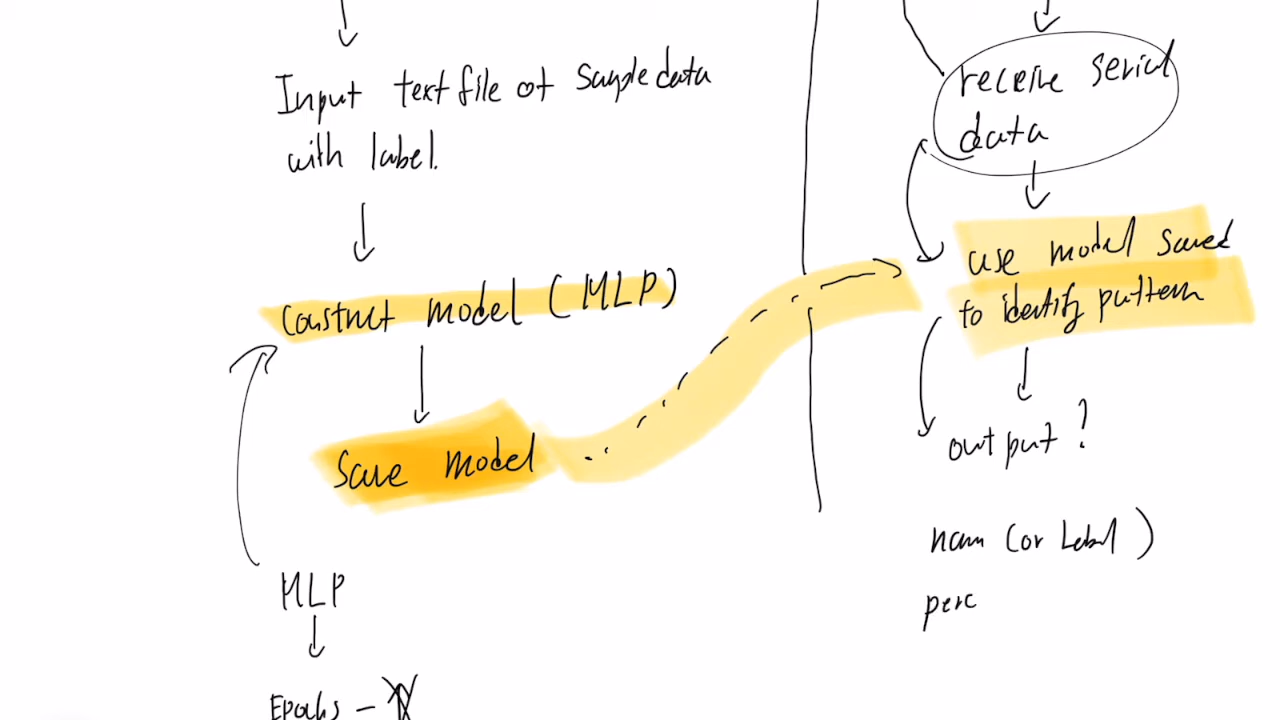 Input text file of sample data
with label.
Construct model (MLP)
Save model
MLP
Epochs –
receive serial
data
use model saved
to identify pattern
output?
name (or Label)
perc